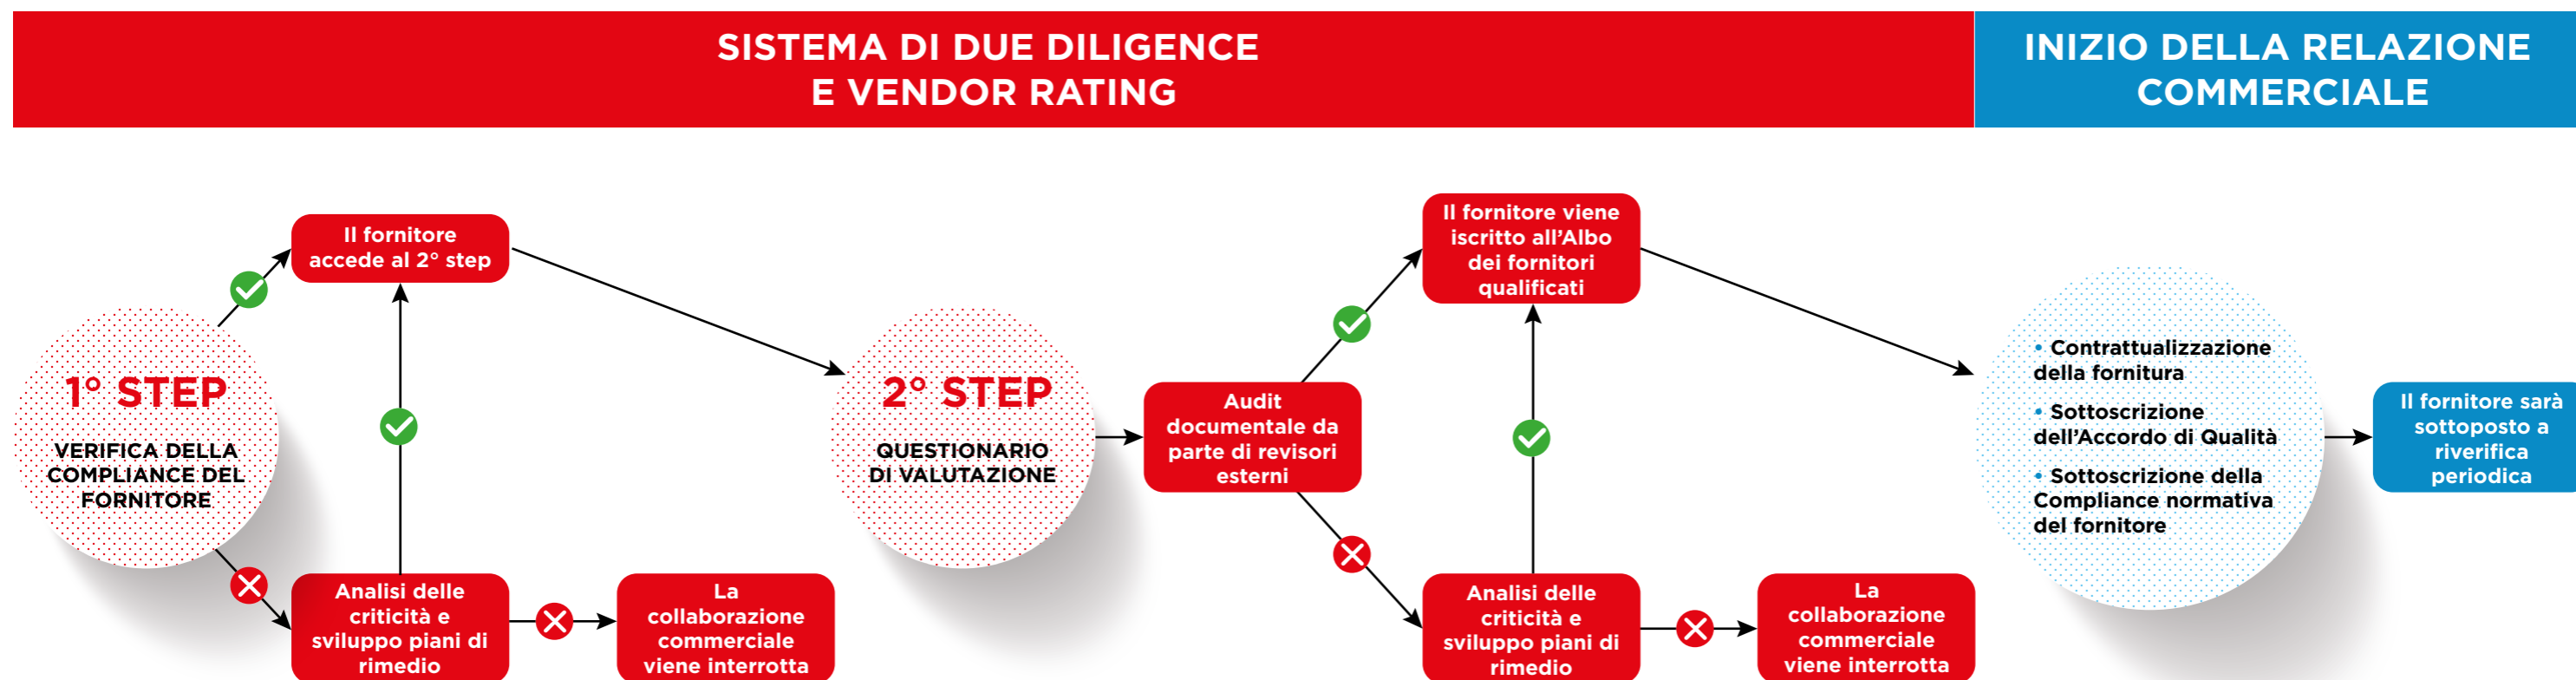 SISTEMA DI DUE DILIGENCE
E VENDOR RATING
INIZIO DELLA RELAZIONE
COMMERCIALE
1° STEP
VERIFICA DELLA
COMPLIANCE DEL
FORNITORE
Il fornitore
accede al 2° step
Analisi delle
criticità e
sviluppo piani di
rimedio
La
collaborazione
commerciale
viene interrotta
2° STEP
QUESTIONARIO
DI VALUTAZIONE
Audit
documentale da
parte di revisori
esterni
Il fornitore viene
iscritto all’Albo
dei fornitori
qualificati
Analisi delle
criticità e
sviluppo piani di
rimedio
La
collaborazione
commerciale
viene interrotta
• Contrattualizzazione
della fornitura
• Sottoscrizione
dell’Accordo di Qualità
• Sottoscrizione della
Compliance normativa
del fornitore
Il fornitore sarà
sottoposto a
riverifica
periodica